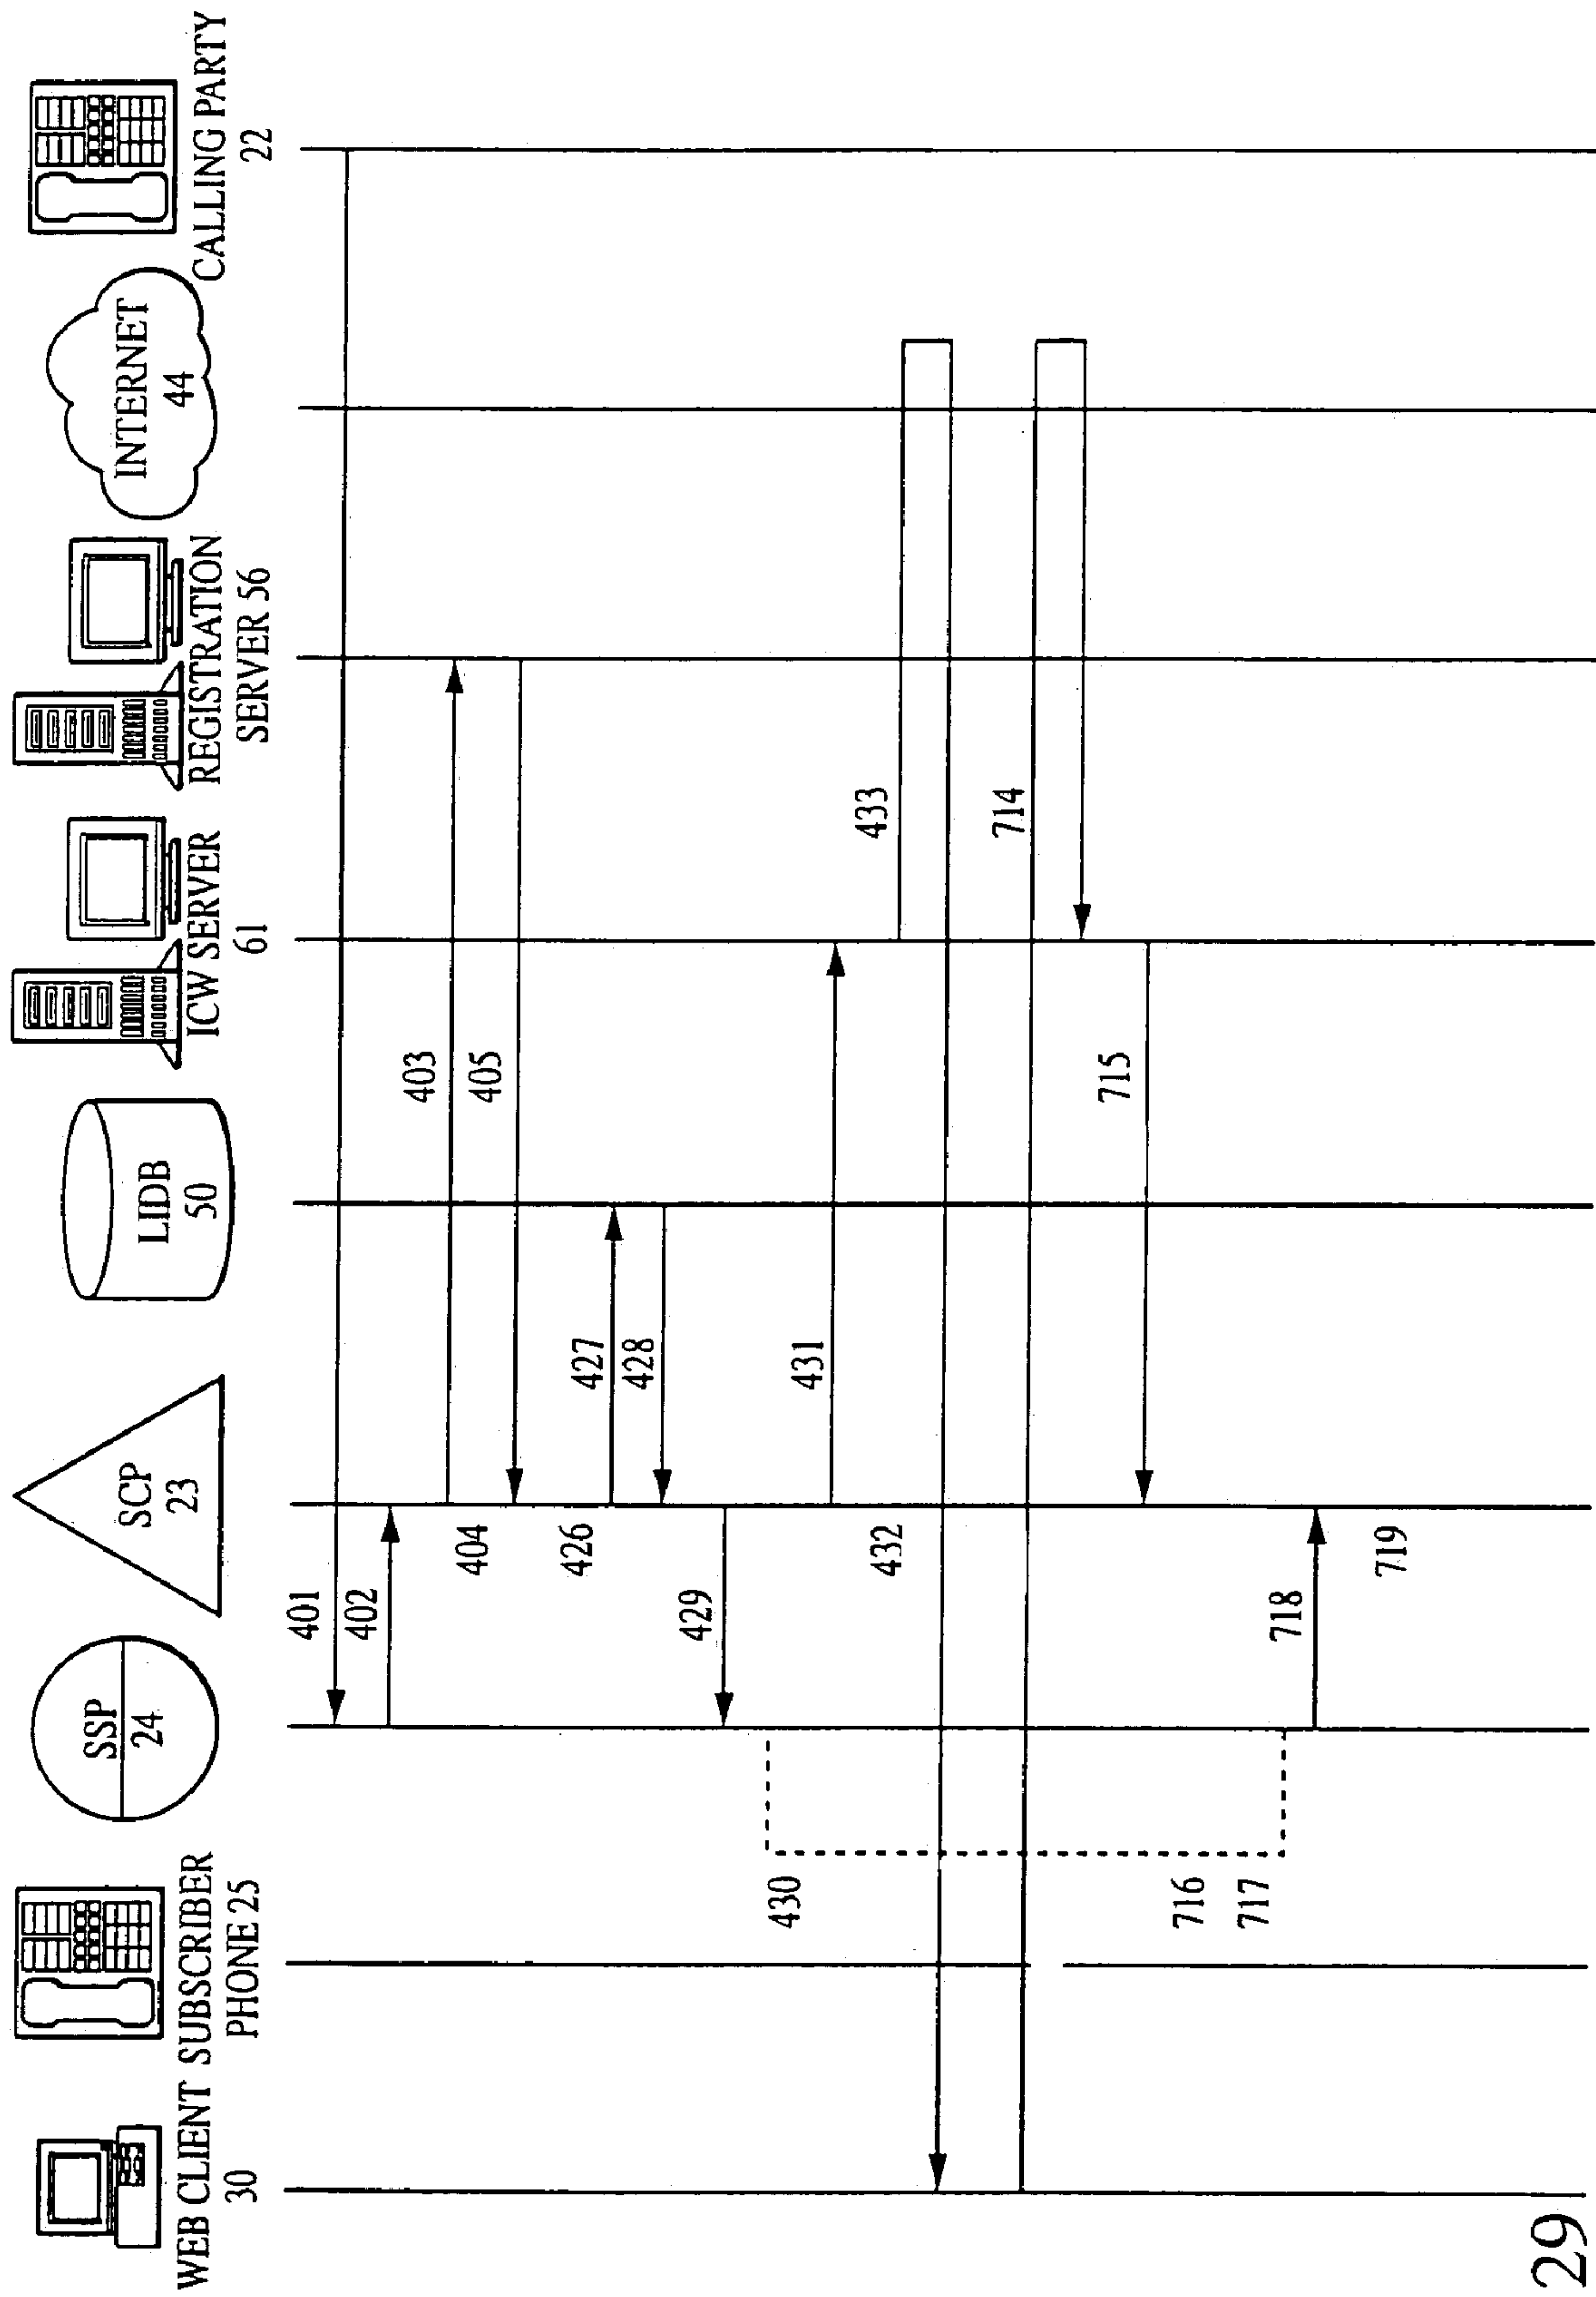 WEB CLIENT
30
SUBSCRIBER
PHONE 25
SSP
24
SCP
23
LIDB
50
ICW SERVER
61
REGISTRATION
SERVER 56
INTERNET
44
CALLING PARTY
22
401
402
403
404
405
426
427
428
429
430
431
432
433
714
715
716
717
718
719
29